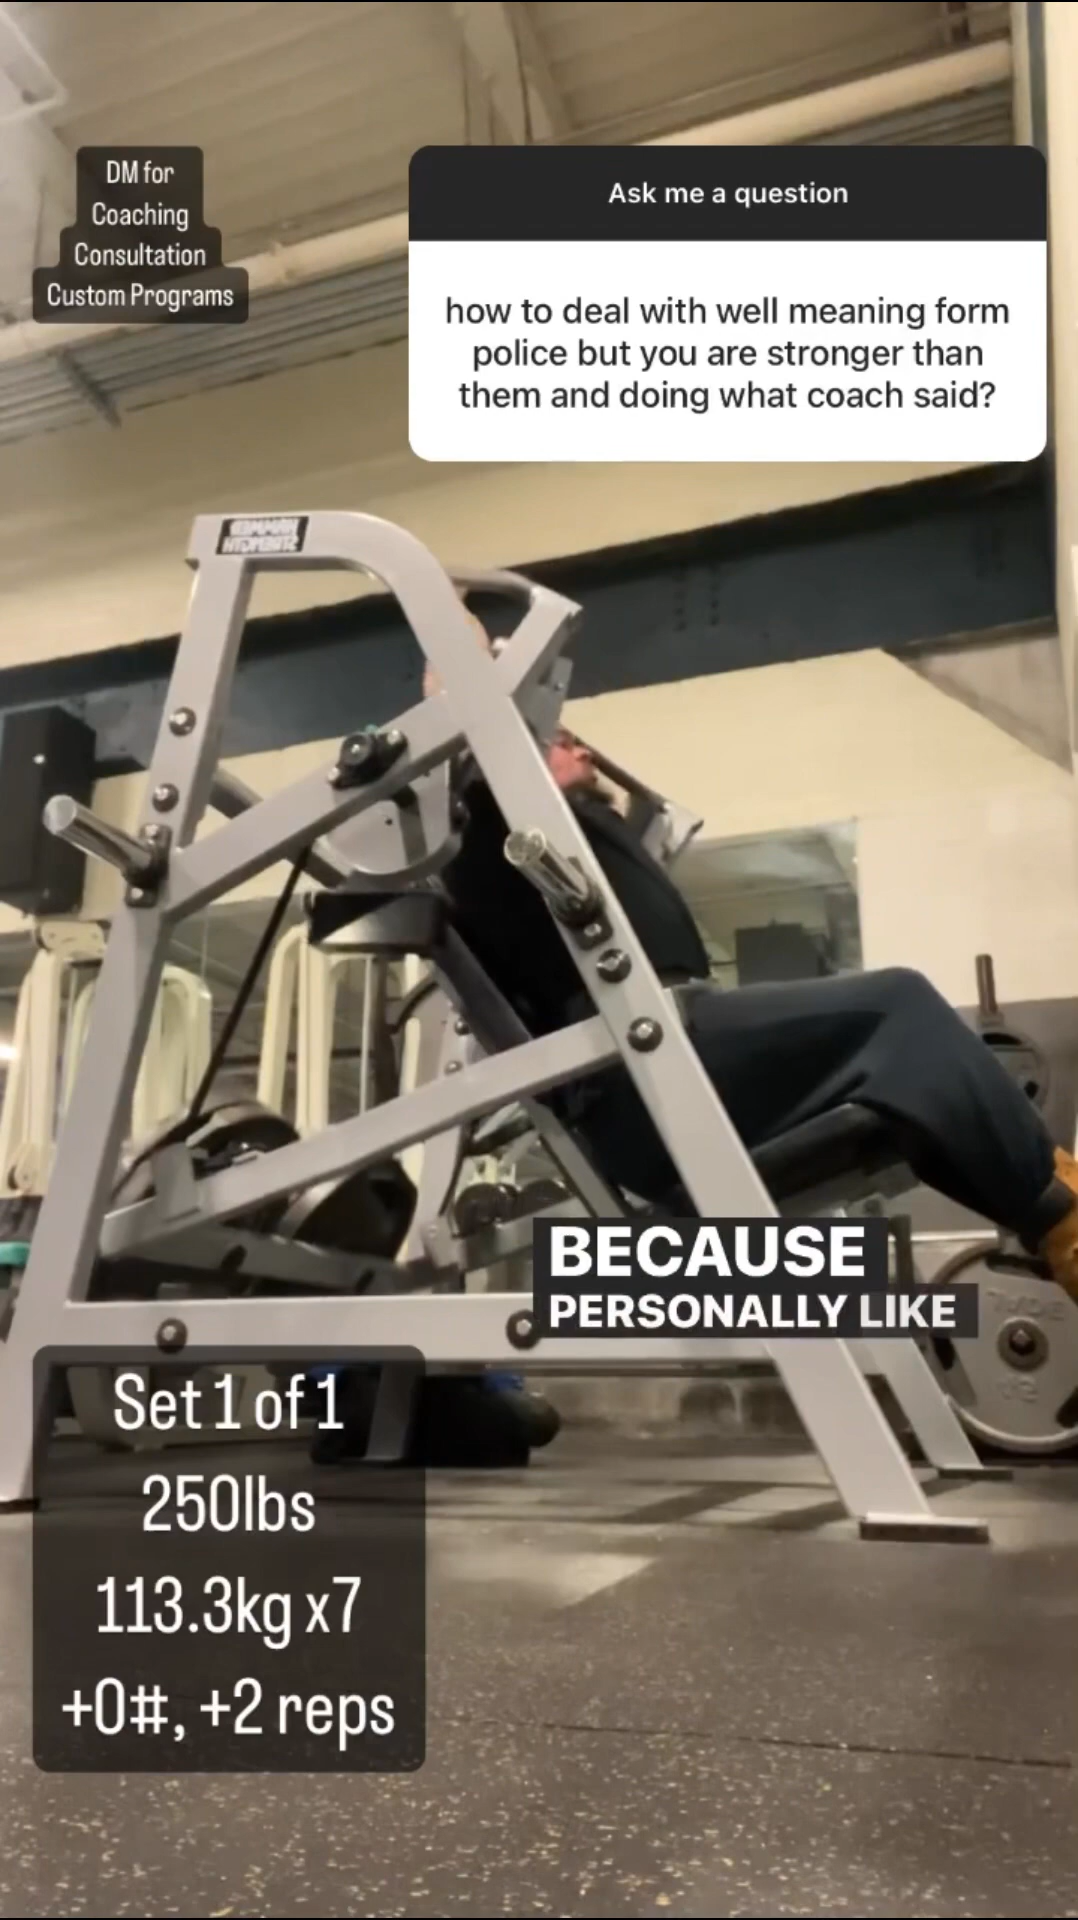 DM for
Coaching
Consultation
Custom Programs
Ask me a question
how to deal with well meaning form
police but you are stronger than
them and doing what coach said?
HAMMER
STRENGTH
BECAUSE
PERSONALLY LIKE
Set 1 of 1
250lbs
113.3kg x7
+0#, +2 reps